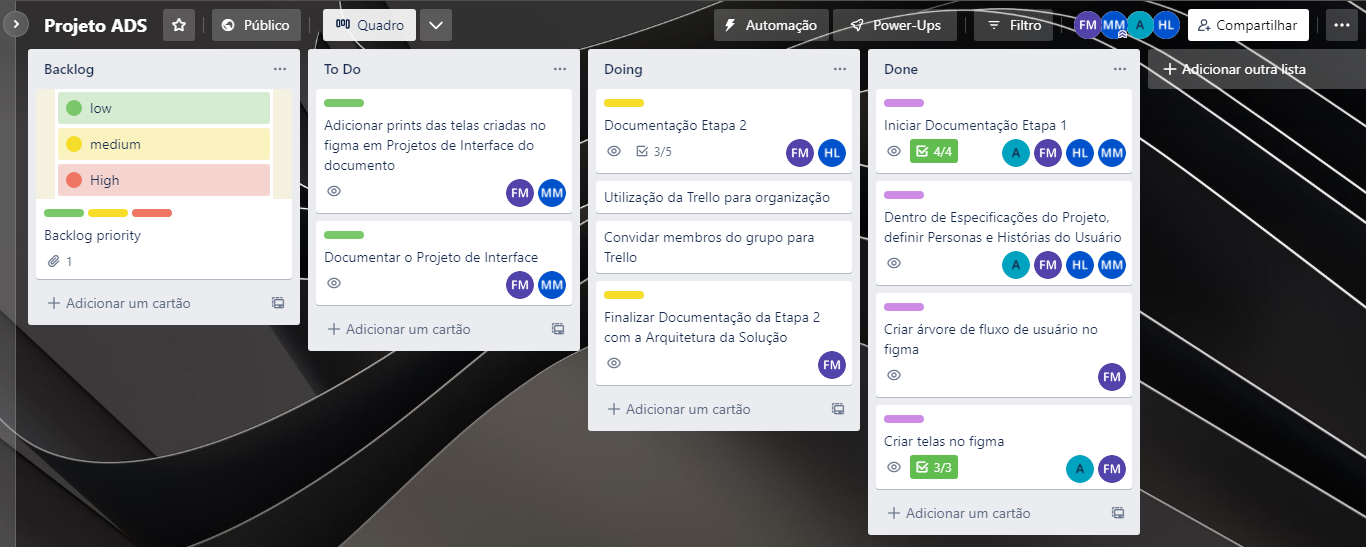 Projeto ADS
Público
Quadro
Automação
Power-Ups
Filtro
FM
MM
A
HL
Compartilhar
Backlog
low
medium
High
Backlog priority
1
Adicionar um cartão
To Do
Adicionar prints das telas criadas no
figma em Projetos de Interface do
documento
FM
MM
Documentar o Projeto de Interface
FM
MM
Adicionar um cartão
Doing
Documentação Etapa 2
3/5
FM
HL
Utilização da Trello para organização
Convidar membros do grupo para
Trello
Finalizar Documentação da Etapa 2
com a Arquitetura da Solução
FM
Adicionar um cartão
Done
Iniciar Documentação Etapa 1
4/4
A
FM
HL
MM
Dentro de Especificações do Projeto,
definir Personas e Histórias do Usuário
A
FM
HL
MM
Criar árvore de fluxo de usuário no
figma
FM
Criar telas no figma
3/3
A
FM
Adicionar um cartão
Adicionar outra lista